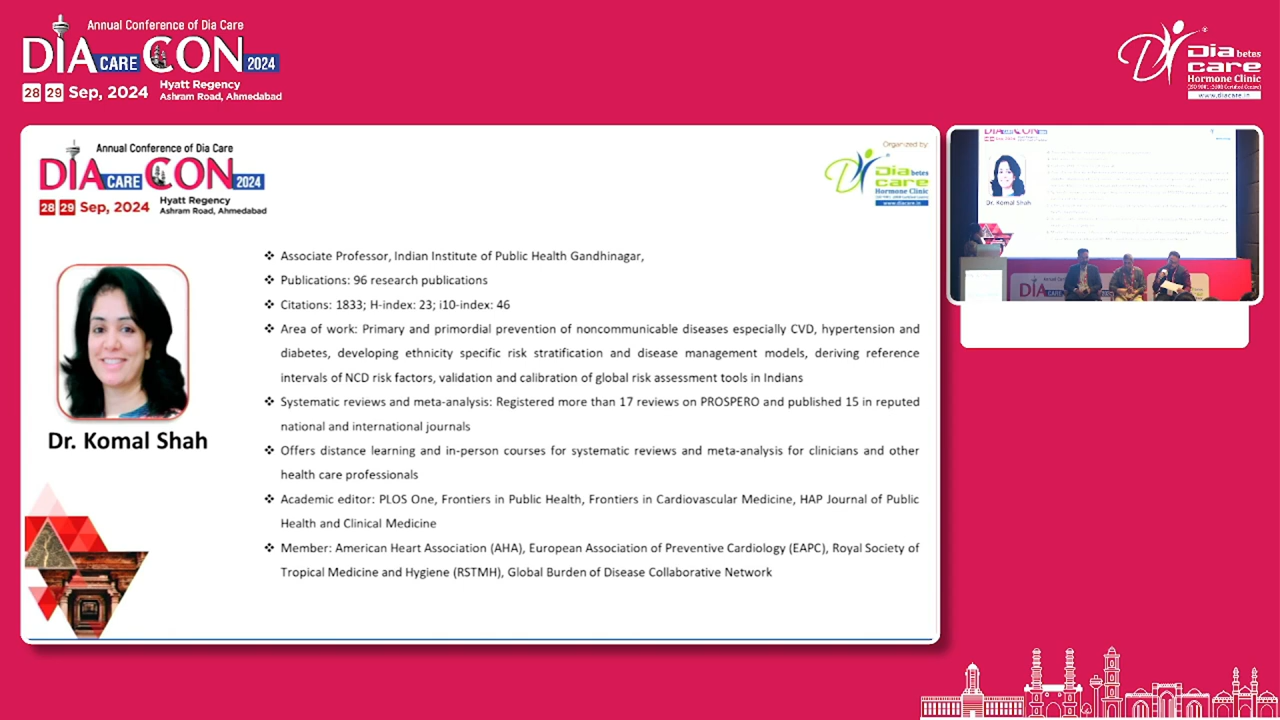 Annual Conference of Dia Care
DIA CARE CON 2024
28 29 Sep, 2024
Hyatt Regency
Ashram Road, Ahmedabad
Dia betes
care
Hormone Clinic
(ISO 9001:2008 Certified Centre)
www.diacare.in
Annual Conference of Dia Care
DIA CARE CON 2024
28 29 Sep, 2024
Hyatt Regency
Ashram Road, Ahmedabad
Organized by:
Dia betes
care
Hormone Clinic
www.diacare.in
Dr. Komal Shah
❖ Associate Professor, Indian Institute of Public Health Gandhinagar,
❖ Publications: 96 research publications
❖ Citations: 1833; H-index: 23; i10-index: 46
❖ Area of work: Primary and primordial prevention of noncommunicable diseases especially CVD, hypertension and
diabetes, developing ethnicity specific risk stratification and disease management models, deriving reference
intervals of NCD risk factors, validation and calibration of global risk assessment tools in Indians
❖ Systematic reviews and meta-analysis: Registered more than 17 reviews on PROSPERO and published 15 in reputed
national and international journals
❖ Offers distance learning and in-person courses for systematic reviews and meta-analysis for clinicians and other
health care professionals
❖ Academic editor: PLOS One, Frontiers in Public Health, Frontiers in Cardiovascular Medicine, HAP Journal of Public
Health and Clinical Medicine
❖ Member: American Heart Association (AHA), European Association of Preventive Cardiology (EAPC), Royal Society of
Tropical Medicine and Hygiene (RSTMH), Global Burden of Disease Collaborative Network
Dr. Komal Shah
DIA